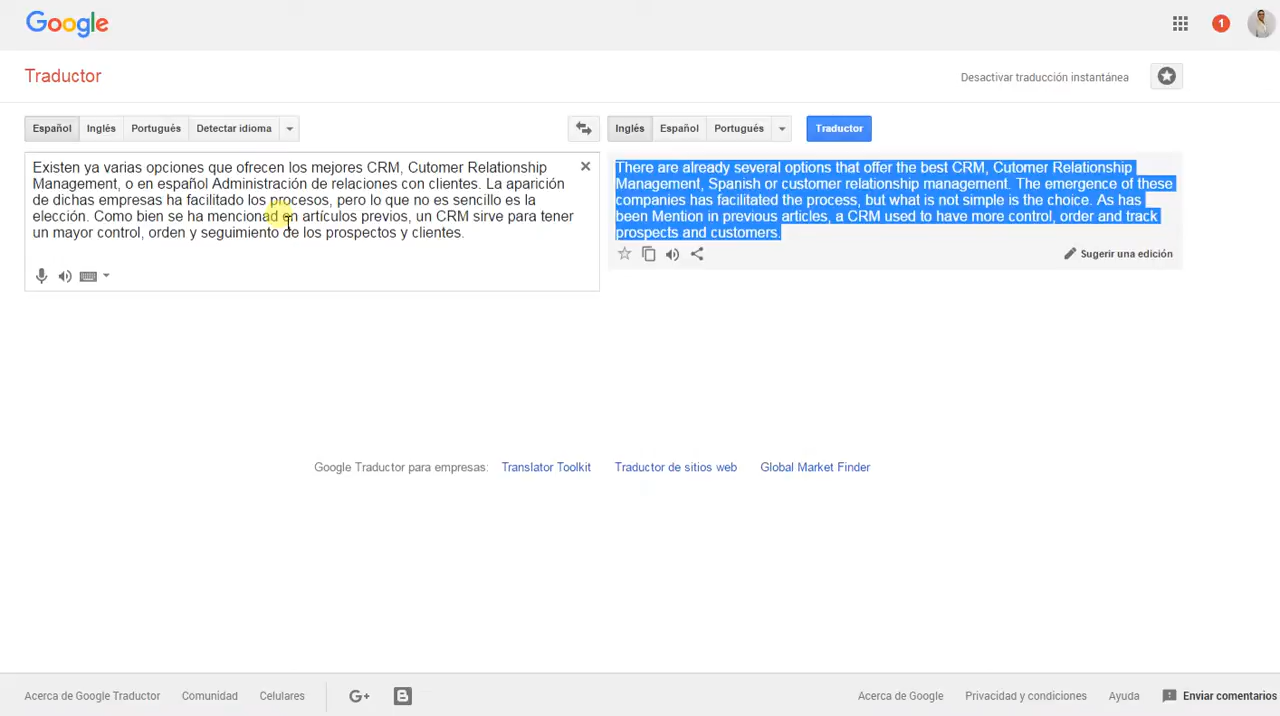 Google
1
Traductor
Desactivar traducción instantánea
Español Inglés Portugués Detectar idioma
Inglés Español Portugués Traductor
Existen ya varias opciones que ofrecen los mejores CRM, Cutomer Relationship
Management, o en español Administración de relaciones con clientes. La aparición
de dichas empresas ha facilitado los procesos, pero lo que no es sencillo es la
elección. Como bien se ha mencionad en artículos previos, un CRM sirve para tener
un mayor control, orden y seguimiento de los prospectos y clientes.
There are already several options that offer the best CRM, Cutomer Relationship
Management, Spanish or customer relationship management. The emergence of these
companies has facilitated the process, but what is not simple is the choice. As has
been Mention in previous articles, a CRM used to have more control, order and track
prospects and customers.
Sugerir una edición
Google Traductor para empresas: Translator Toolkit Traductor de sitios web Global Market Finder
Acerca de Google Traductor Comunidad Celulares G+ B Acerca de Google Privacidad y condiciones Ayuda Enviar comentarios